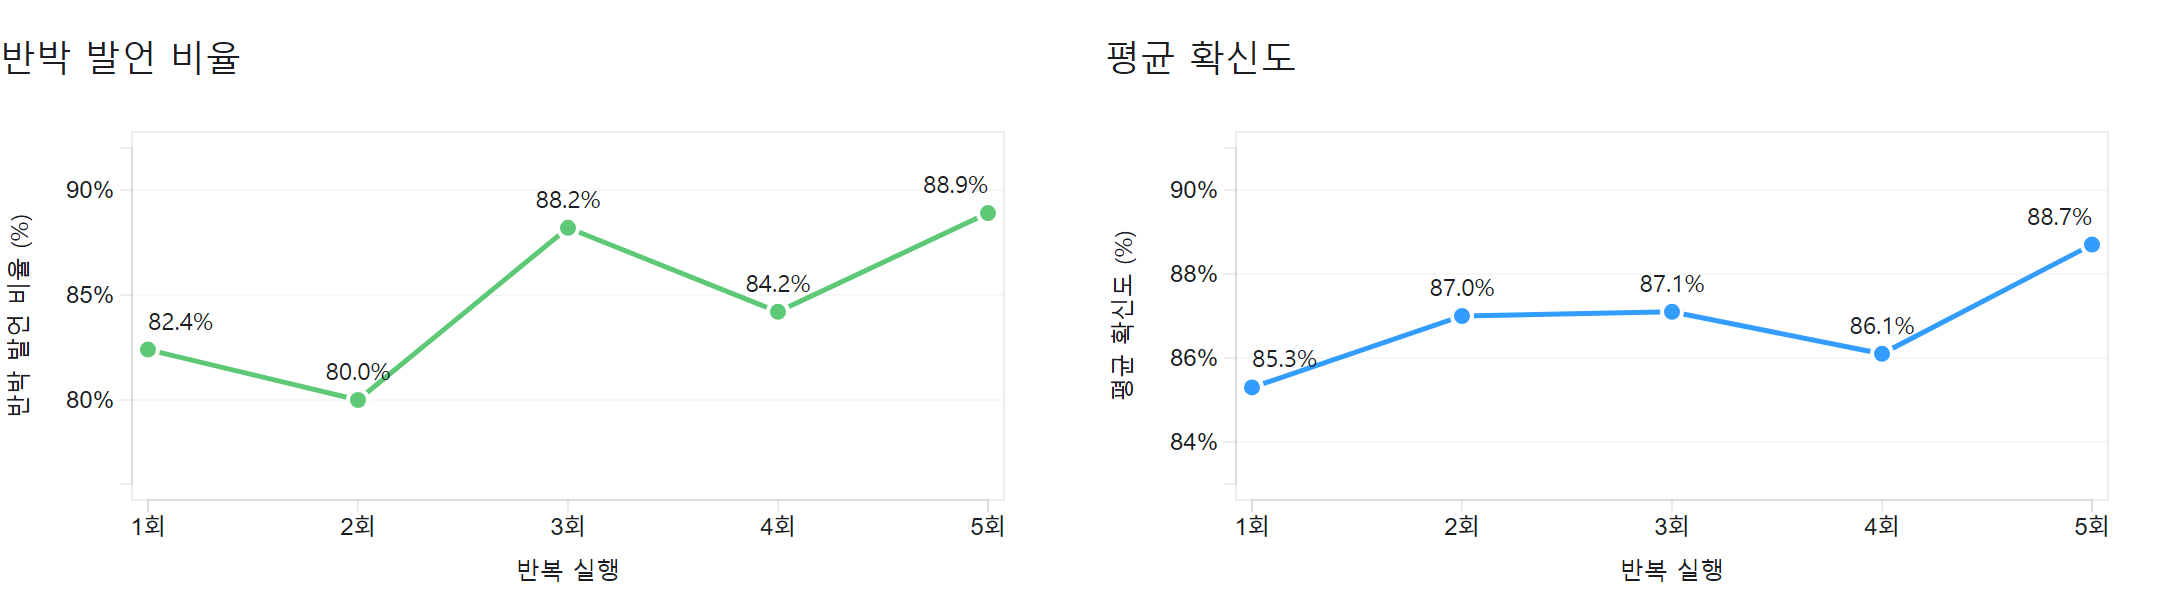 반박 발언 비율
반박 발언 비율 (%)
90%
85%
80%
82.4%
80.0%
88.2%
84.2%
88.9%
1회 2회 3회 4회 5회
반복 실행
평균 확신도
평균 확신도 (%)
90%
88%
86%
84%
85.3%
87.0%
87.1%
86.1%
88.7%
1회 2회 3회 4회 5회
반복 실행